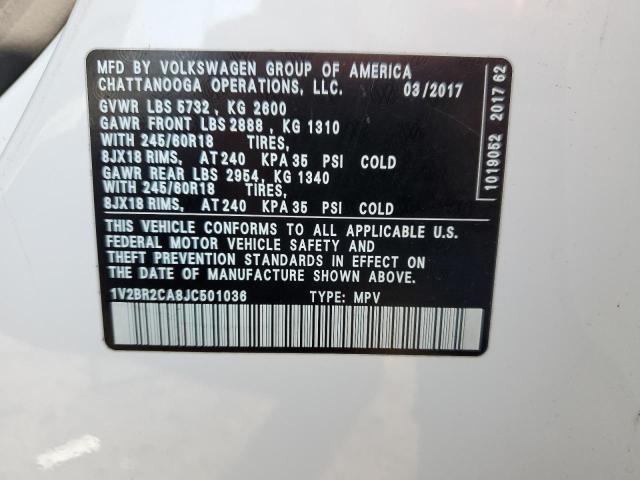 MFD BY VOLKSWAGEN GROUP OF AMERICA
CHATTANOOGA OPERATIONS, LLC. 03/2017
GVWR LBS 5732 , KG 2600
GAWR FRONT LBS 2888 , KG 1310
WITH 245/60R18 TIRES,
8JX18 RIMS, AT 240 KPA 35 PSI COLD
GAWR REAR LBS 2954, KG 1340
WITH 245/60R18 TIRES,
8JX18 RIMS, AT 240 KPA 35 PSI COLD
THIS VEHICLE CONFORMS TO ALL APPLICABLE U.S.
FEDERAL MOTOR VEHICLE SAFETY AND
THEFT PREVENTION STANDARDS IN EFFECT ON
THE DATE OF MANUFACTURE SHOWN ABOVE.
1V2BR2CA8JC501036 TYPE: MPV
1019052 2017 62